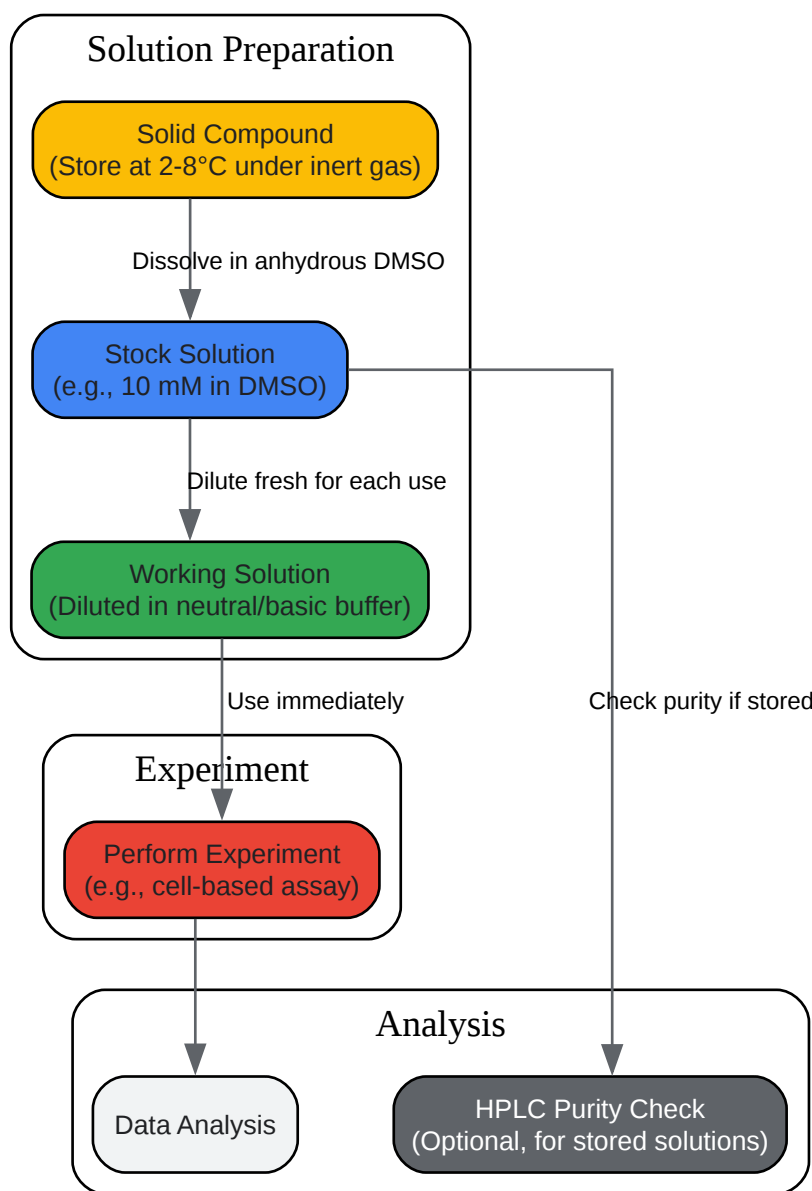 Solution Preparation
Solid Compound
(Store at 2-8°C under inert gas)
Dissolve in anhydrous DMSO
Stock Solution
(e.g., 10 mM in DMSO)
Dilute fresh for each use
Working Solution
(Diluted in neutral/basic buffer)
Use immediately
Check purity if stored
Experiment
Perform Experiment
(e.g., cell-based assay)
Analysis
Data Analysis
HPLC Purity Check
(Optional, for stored solutions)